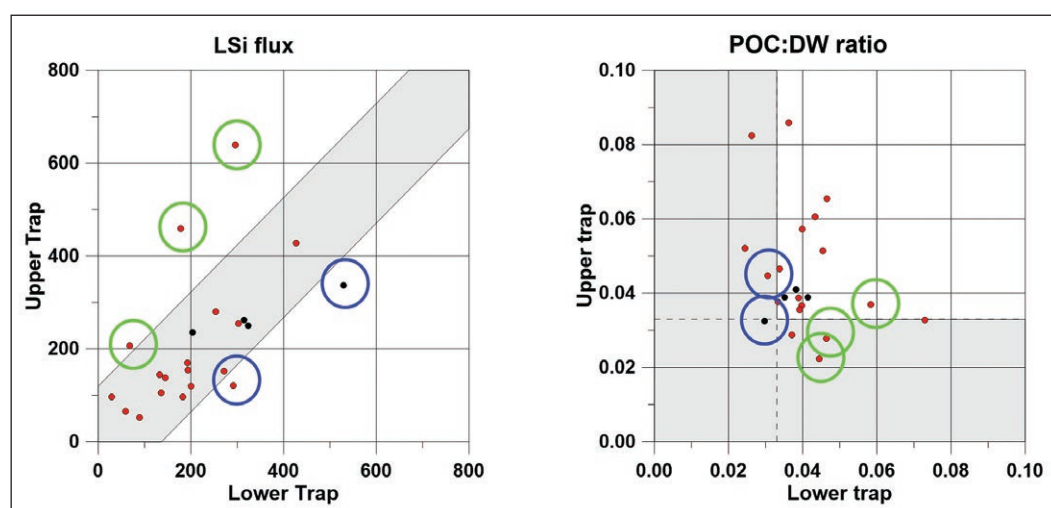 LSi flux
800
600
400
200
0
0 200 400 600 800
Upper Trap
Lower Trap
POC:DW ratio
0.10
0.08
0.06
0.04
0.02
0.00
0.00 0.02 0.04 0.06 0.08 0.10
Upper trap
Lower trap